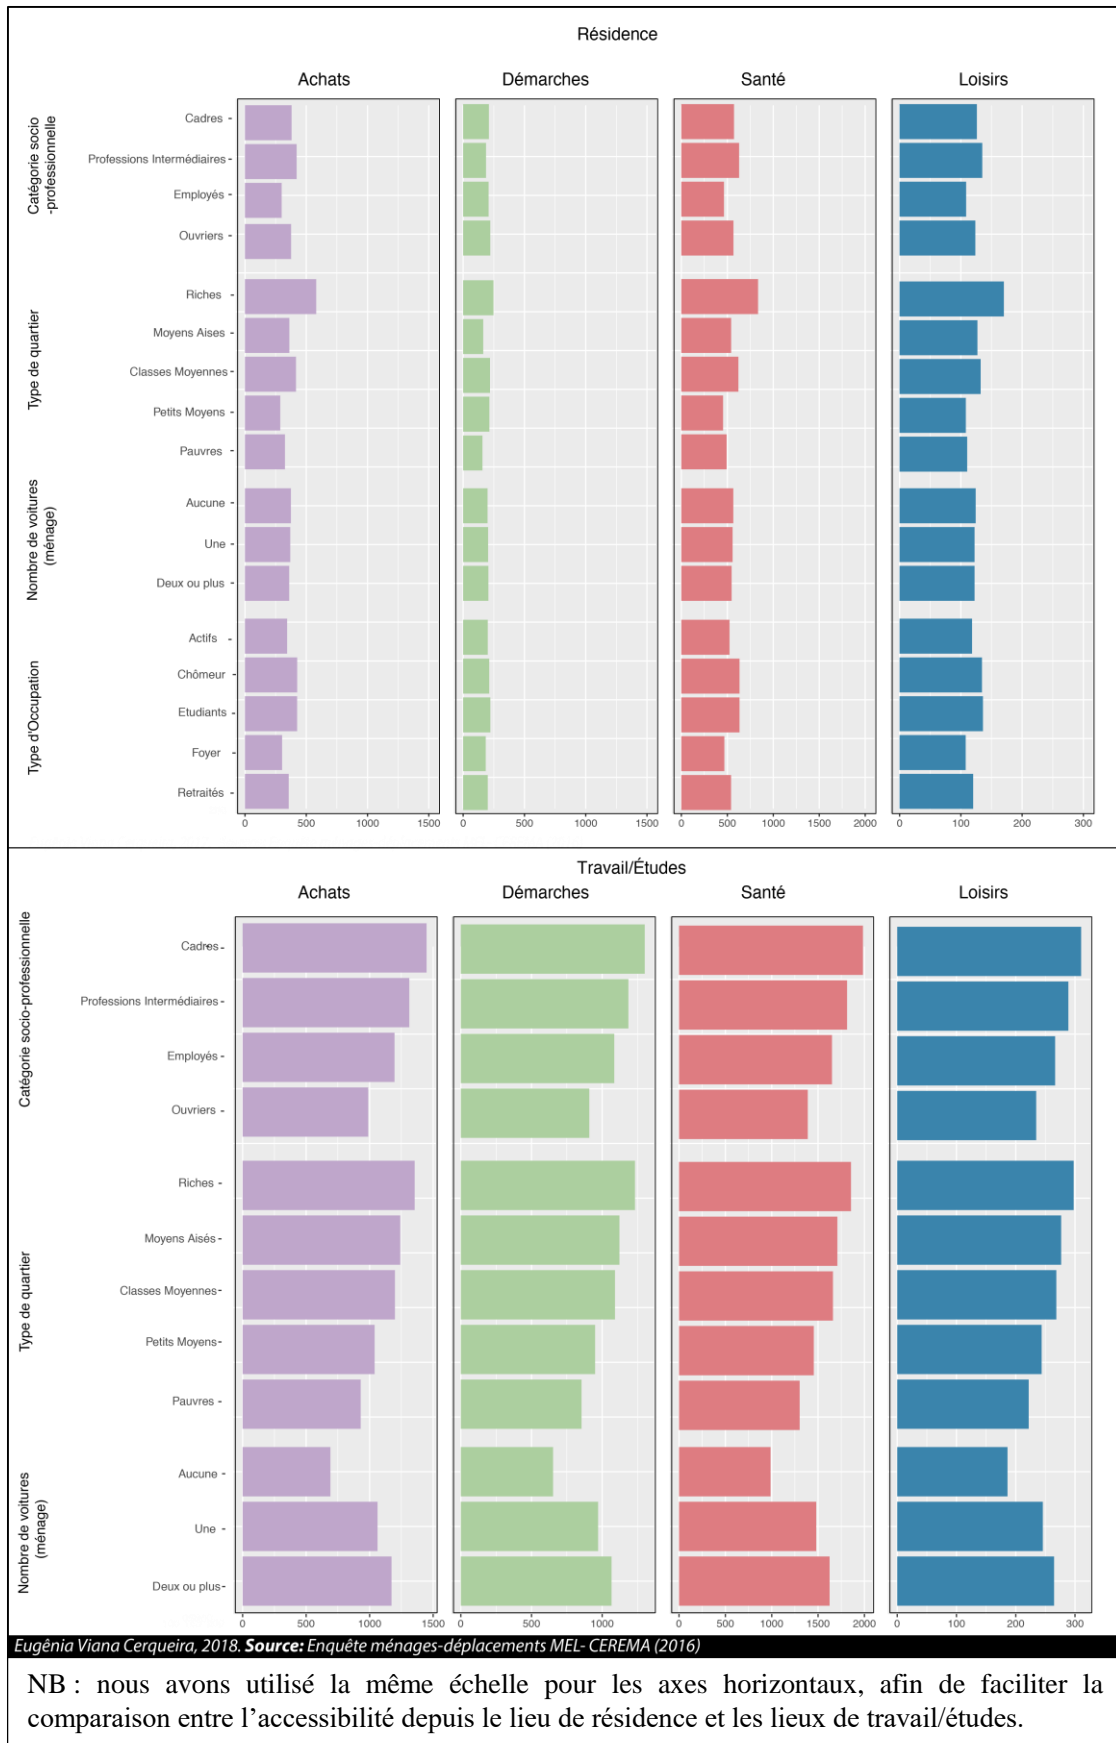 Résidence
Achats Démarches Santé Loisirs
Catégorie socio
-professionnelle
Cadres
Professions Intermédiaires
Employés
Ouvriers
Type de quartier
Riches
Moyens Aises
Classes Moyennes
Petits Moyens
Pauvres
Nombre de voitures
(ménage)
Aucune
Une
Deux ou plus
Type d'Occupation
Actifs
Chômeur
Etudiants
Foyer
Retraités
0 500 1000 1500 0 500 1000 1500 0 500 1000 1500 2000 0 100 200 300
Travail/Études
Achats Démarches Santé Loisirs
Catégorie socio-professionnelle
Cadres
Professions Intermédiaires
Employés
Ouvriers
Type de quartier
Riches
Moyens Aisés
Classes Moyennes
Petits Moyens
Pauvres
Nombre de voitures
(ménage)
Aucune
Une
Deux ou plus
0 500 1000 1500 0 500 1000 0 500 1000 1500 2000 0 100 200 300
Eugênia Viana Cerqueira, 2018. Source: Enquête ménages-déplacements MEL- CEREMA (2016)
NB : nous avons utilisé la même échelle pour les axes horizontaux, afin de faciliter la
comparaison entre l’accessibilité depuis le lieu de résidence et les lieux de travail/études.